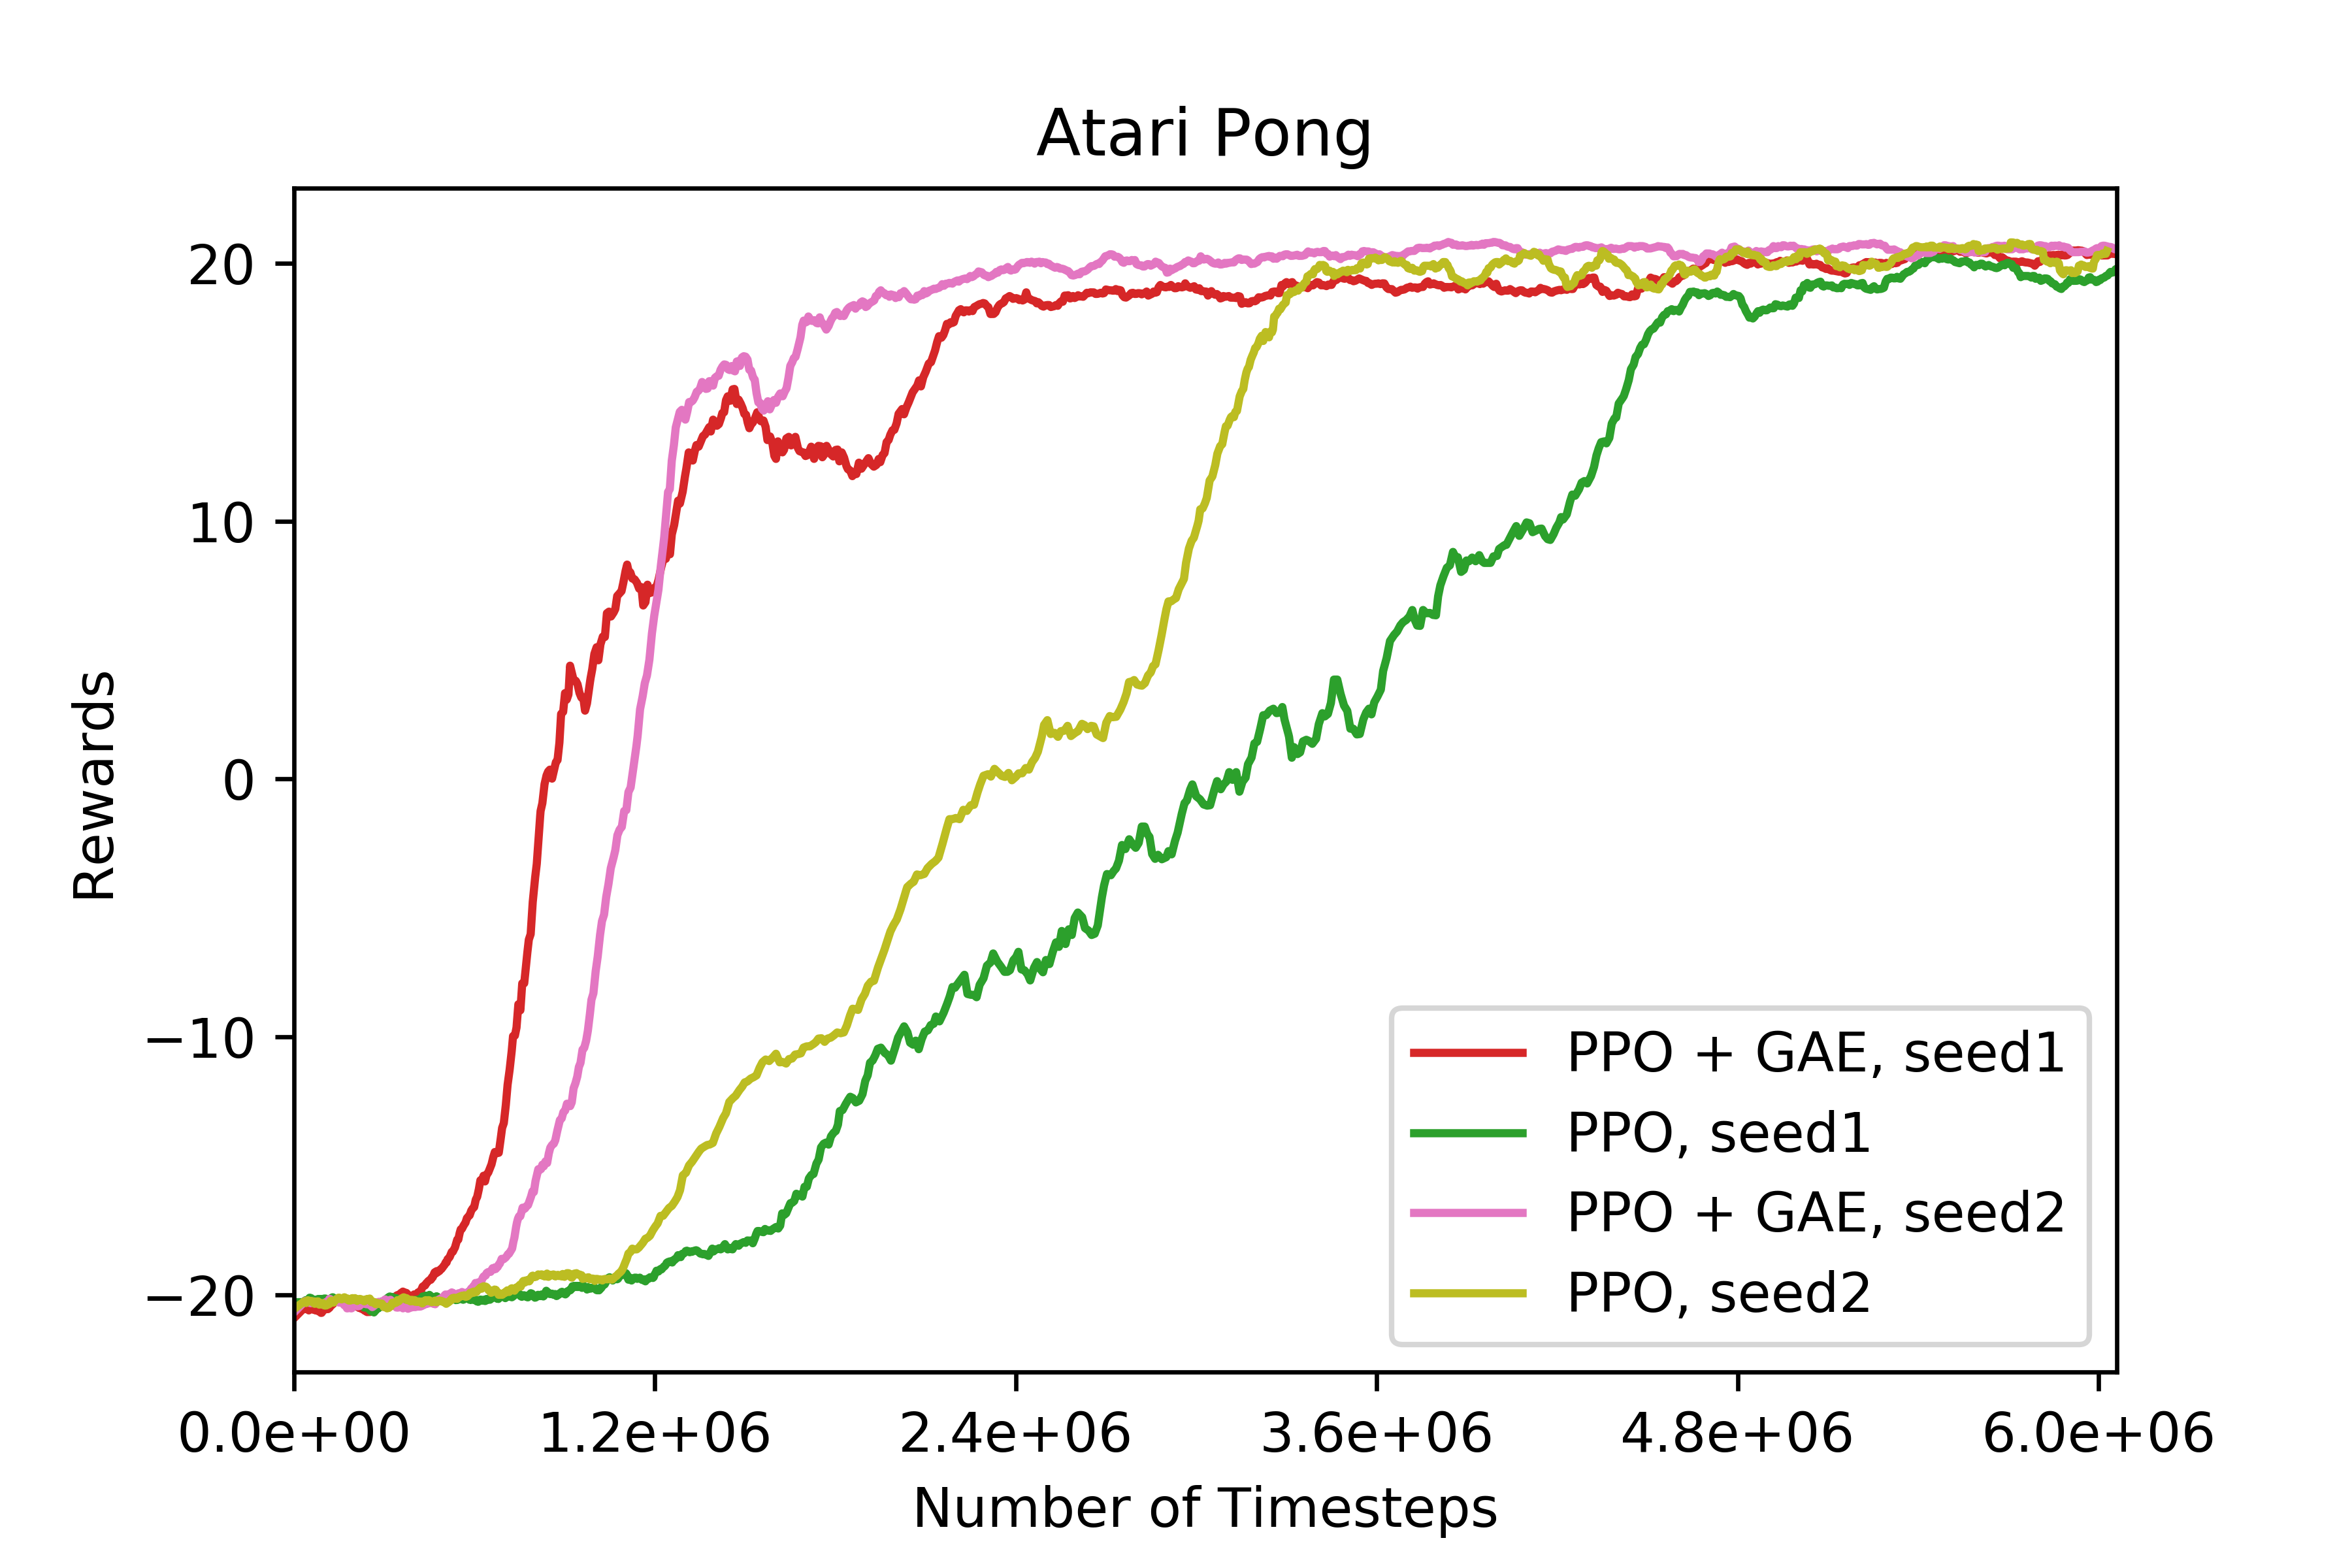 Atari Pong
20
10
0
−10
−20
Rewards
PPO + GAE, seed1
PPO, seed1
PPO + GAE, seed2
PPO, seed2
0.0e+00 1.2e+06 2.4e+06 3.6e+06 4.8e+06 6.0e+06
Number of Timesteps